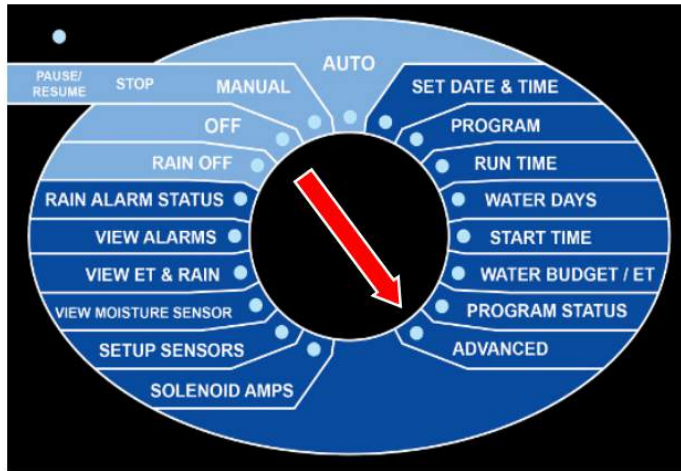 AUTO
PAUSE/
RESUME
STOP
MANUAL
SET DATE & TIME
OFF
PROGRAM
RAIN OFF
RUN TIME
RAIN ALARM STATUS
WATER DAYS
VIEW ALARMS
START TIME
VIEW ET & RAIN
WATER BUDGET / ET
VIEW MOISTURE SENSOR
PROGRAM STATUS
SETUP SENSORS
ADVANCED
SOLENOID AMPS